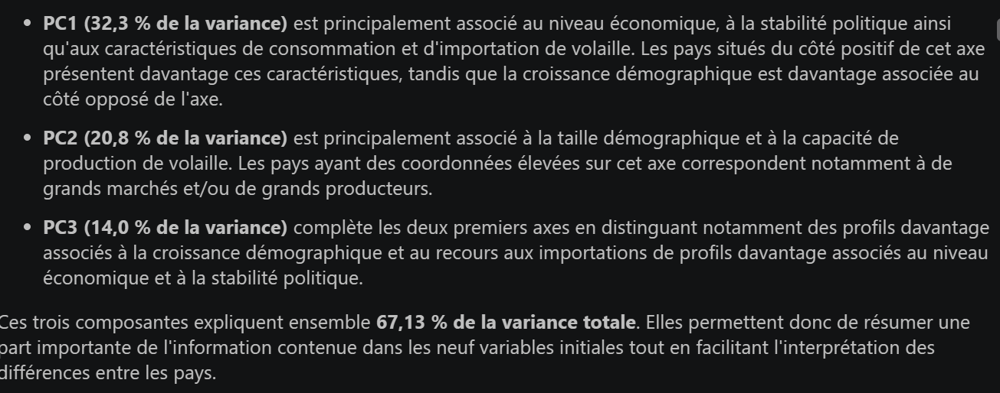 • PC1 (32,3 % de la variance) est principalement associé au niveau économique, à la stabilité politique ainsi
qu'aux caractéristiques de consommation et d'importation de volaille. Les pays situés du côté positif de cet axe
présentent davantage ces caractéristiques, tandis que la croissance démographique est davantage associée au
côté opposé de l'axe.
• PC2 (20,8 % de la variance) est principalement associé à la taille démographique et à la capacité de
production de volaille. Les pays ayant des coordonnées élevées sur cet axe correspondent notamment à de
grands marchés et/ou de grands producteurs.
• PC3 (14,0 % de la variance) complète les deux premiers axes en distinguant notamment des profils davantage
associés à la croissance démographique et au recours aux importations de profils davantage associés au niveau
économique et à la stabilité politique.
Ces trois composantes expliquent ensemble 67,13 % de la variance totale. Elles permettent donc de résumer une
part importante de l'information contenue dans les neuf variables initiales tout en facilitant l'interprétation des
différences entre les pays.